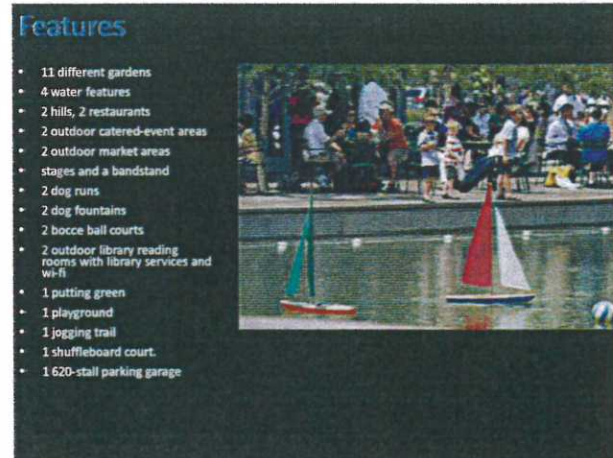 Features
• 11 different gardens
• 4 water features
• 2 hills, 2 restaurants
• 2 outdoor catered-event areas
• 2 outdoor market areas
• stages and a bandstand
• 2 dog runs
• 2 dog fountains
• 2 bocce ball courts
• 2 outdoor library reading
rooms with library services and
wi-fi
• 1 putting green
• 1 playground
• 1 jogging trail
• 1 shuffleboard court.
• 1 620-stall parking garage